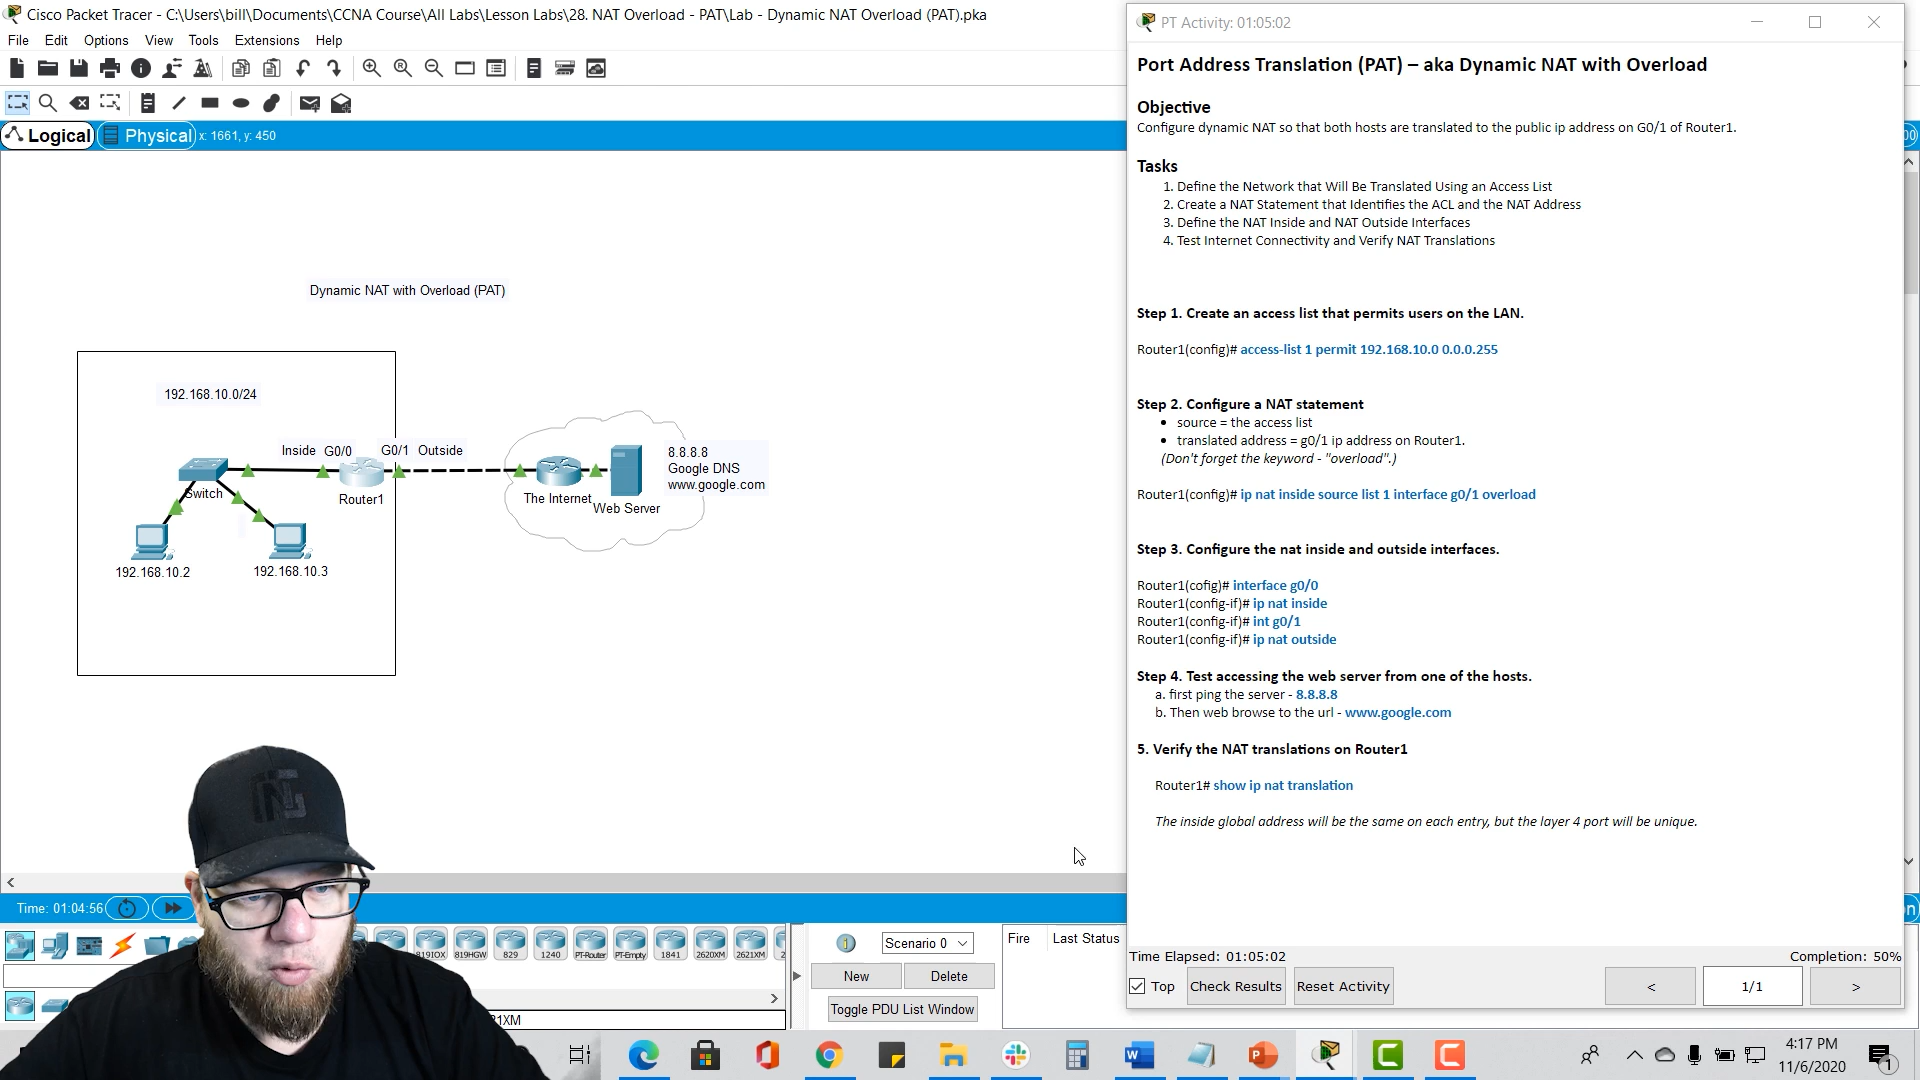 Cisco Packet Tracer - C:\Users\bill\Documents\CCNA Course\All Labs\Lesson Labs\28. NAT Overload - PAT\Lab - Dynamic NAT Overload (PAT).pka
File Edit Options View Tools Extensions Help
Logical Physical x: 1661, y: 450
Dynamic NAT with Overload (PAT)
192.168.10.0/24
Inside G0/0 G0/1 Outside
8.8.8.8
Google DNS
www.google.com
Switch
Router1
The Internet
Web Server
192.168.10.2
192.168.10.3
Time: 01:04:56
819IOX 819HGW 829 1240 PT-Router PT-Empty 1841 2620XM 2621XM
Scenario 0
New Delete
Toggle PDU List Window
Fire Last Status
PT Activity: 01:05:02
Port Address Translation (PAT) – aka Dynamic NAT with Overload
Objective
Configure dynamic NAT so that both hosts are translated to the public ip address on G0/1 of Router1.
Tasks
1. Define the Network that Will Be Translated Using an Access List
2. Create a NAT Statement that Identifies the ACL and the NAT Address
3. Define the NAT Inside and NAT Outside Interfaces
4. Test Internet Connectivity and Verify NAT Translations
Step 1. Create an access list that permits users on the LAN.
Router1(config)# access-list 1 permit 192.168.10.0 0.0.0.255
Step 2. Configure a NAT statement
• source = the access list
• translated address = g0/1 ip address on Router1.
(Don't forget the keyword - "overload".)
Router1(config)# ip nat inside source list 1 interface g0/1 overload
Step 3. Configure the nat inside and outside interfaces.
Router1(cofig)# interface g0/0
Router1(config-if)# ip nat inside
Router1(config-if)# int g0/1
Router1(config-if)# ip nat outside
Step 4. Test accessing the web server from one of the hosts.
a. first ping the server - 8.8.8.8
b. Then web browse to the url - www.google.com
5. Verify the NAT translations on Router1
Router1# show ip nat translation
The inside global address will be the same on each entry, but the layer 4 port will be unique.
Time Elapsed: 01:05:02 Completion: 50%
Top Check Results Reset Activity < 1/1 >
4:17 PM
11/6/2020
1